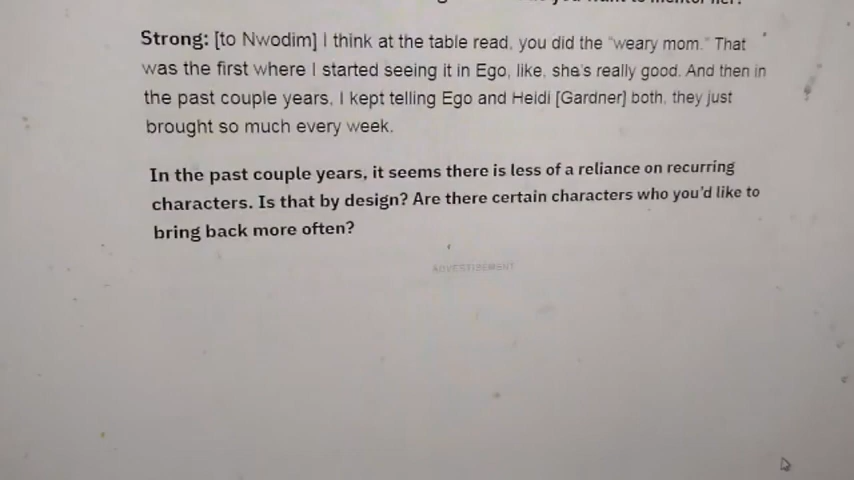 Strong: [to Nwodim] I think at the table read, you did the "weary mom." That
was the first where I started seeing it in Ego, like, she's really good. And then in
the past couple years, I kept telling Ego and Heidi [Gardner] both, they just
brought so much every week.
In the past couple years, it seems there is less of a reliance on recurring
characters. Is that by design? Are there certain characters who you'd like to
bring back more often?
ADVERTISEMENT